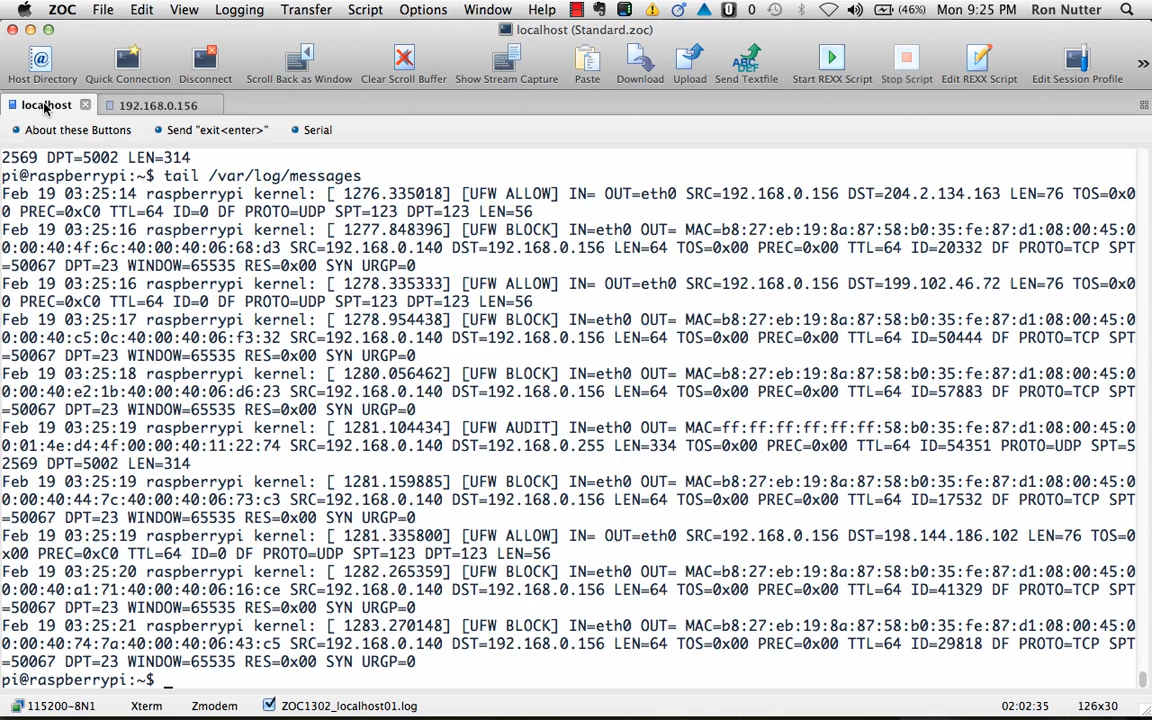 ZOC File Edit View Logging Transfer Script Options Window Help 0 (46%) Mon 9:25 PM Ron Nutter
localhost (Standard.zoc)
Host Directory Quick Connection Disconnect Scroll Back as Window Clear Scroll Buffer Show Stream Capture Paste Download Upload Send Textfile Start REXX Script Stop Script Edit REXX Script Edit Session Profile
localhost 192.168.0.156
About these Buttons Send "exit<enter>" Serial
2569 DPT=5002 LEN=314
pi@raspberrypi:~$ tail /var/log/messages
Feb 19 03:25:14 raspberrypi kernel: [ 1276.335018] [UFW ALLOW] IN= OUT=eth0 SRC=192.168.0.156 DST=204.2.134.163 LEN=76 TOS=0x0
0 PREC=0xC0 TTL=64 ID=0 DF PROTO=UDP SPT=123 DPT=123 LEN=56
Feb 19 03:25:16 raspberrypi kernel: [ 1277.848396] [UFW BLOCK] IN=eth0 OUT= MAC=b8:27:eb:19:8a:87:58:b0:35:fe:87:d1:08:00:45:0
0:00:40:4f:6c:40:00:40:06:68:d3 SRC=192.168.0.140 DST=192.168.0.156 LEN=64 TOS=0x00 PREC=0x00 TTL=64 ID=20332 DF PROTO=TCP SPT
=50067 DPT=23 WINDOW=65535 RES=0x00 SYN URGP=0
Feb 19 03:25:16 raspberrypi kernel: [ 1278.335333] [UFW ALLOW] IN= OUT=eth0 SRC=192.168.0.156 DST=199.102.46.72 LEN=76 TOS=0x0
0 PREC=0xC0 TTL=64 ID=0 DF PROTO=UDP SPT=123 DPT=123 LEN=56
Feb 19 03:25:17 raspberrypi kernel: [ 1278.954438] [UFW BLOCK] IN=eth0 OUT= MAC=b8:27:eb:19:8a:87:58:b0:35:fe:87:d1:08:00:45:0
0:00:40:c5:0c:40:00:40:06:f3:32 SRC=192.168.0.140 DST=192.168.0.156 LEN=64 TOS=0x00 PREC=0x00 TTL=64 ID=50444 DF PROTO=TCP SPT
=50067 DPT=23 WINDOW=65535 RES=0x00 SYN URGP=0
Feb 19 03:25:18 raspberrypi kernel: [ 1280.056462] [UFW BLOCK] IN=eth0 OUT= MAC=b8:27:eb:19:8a:87:58:b0:35:fe:87:d1:08:00:45:0
0:00:40:e2:1b:40:00:40:06:d6:23 SRC=192.168.0.140 DST=192.168.0.156 LEN=64 TOS=0x00 PREC=0x00 TTL=64 ID=57883 DF PROTO=TCP SPT
=50067 DPT=23 WINDOW=65535 RES=0x00 SYN URGP=0
Feb 19 03:25:19 raspberrypi kernel: [ 1281.104434] [UFW AUDIT] IN=eth0 OUT= MAC=ff:ff:ff:ff:ff:ff:58:b0:35:fe:87:d1:08:00:45:0
0:01:4e:d4:4f:00:00:40:11:22:74 SRC=192.168.0.140 DST=192.168.0.255 LEN=334 TOS=0x00 PREC=0x00 TTL=64 ID=54351 PROTO=UDP SPT=5
2569 DPT=5002 LEN=314
Feb 19 03:25:19 raspberrypi kernel: [ 1281.159885] [UFW BLOCK] IN=eth0 OUT= MAC=b8:27:eb:19:8a:87:58:b0:35:fe:87:d1:08:00:45:0
0:00:40:44:7c:40:00:40:06:73:c3 SRC=192.168.0.140 DST=192.168.0.156 LEN=64 TOS=0x00 PREC=0x00 TTL=64 ID=17532 DF PROTO=TCP SPT
=50067 DPT=23 WINDOW=65535 RES=0x00 SYN URGP=0
Feb 19 03:25:19 raspberrypi kernel: [ 1281.335800] [UFW ALLOW] IN= OUT=eth0 SRC=192.168.0.156 DST=198.144.186.102 LEN=76 TOS=0
x00 PREC=0xC0 TTL=64 ID=0 DF PROTO=UDP SPT=123 DPT=123 LEN=56
Feb 19 03:25:20 raspberrypi kernel: [ 1282.265359] [UFW BLOCK] IN=eth0 OUT= MAC=b8:27:eb:19:8a:87:58:b0:35:fe:87:d1:08:00:45:0
0:00:40:a1:71:40:00:40:06:16:ce SRC=192.168.0.140 DST=192.168.0.156 LEN=64 TOS=0x00 PREC=0x00 TTL=64 ID=41329 DF PROTO=TCP SPT
=50067 DPT=23 WINDOW=65535 RES=0x00 SYN URGP=0
Feb 19 03:25:21 raspberrypi kernel: [ 1283.270148] [UFW BLOCK] IN=eth0 OUT= MAC=b8:27:eb:19:8a:87:58:b0:35:fe:87:d1:08:00:45:0
0:00:40:74:7a:40:00:40:06:43:c5 SRC=192.168.0.140 DST=192.168.0.156 LEN=64 TOS=0x00 PREC=0x00 TTL=64 ID=29818 DF PROTO=TCP SPT
=50067 DPT=23 WINDOW=65535 RES=0x00 SYN URGP=0
pi@raspberrypi:~$ _
115200-8N1 Xterm Zmodem ZOC1302_localhost01.log 02:02:35 126x30